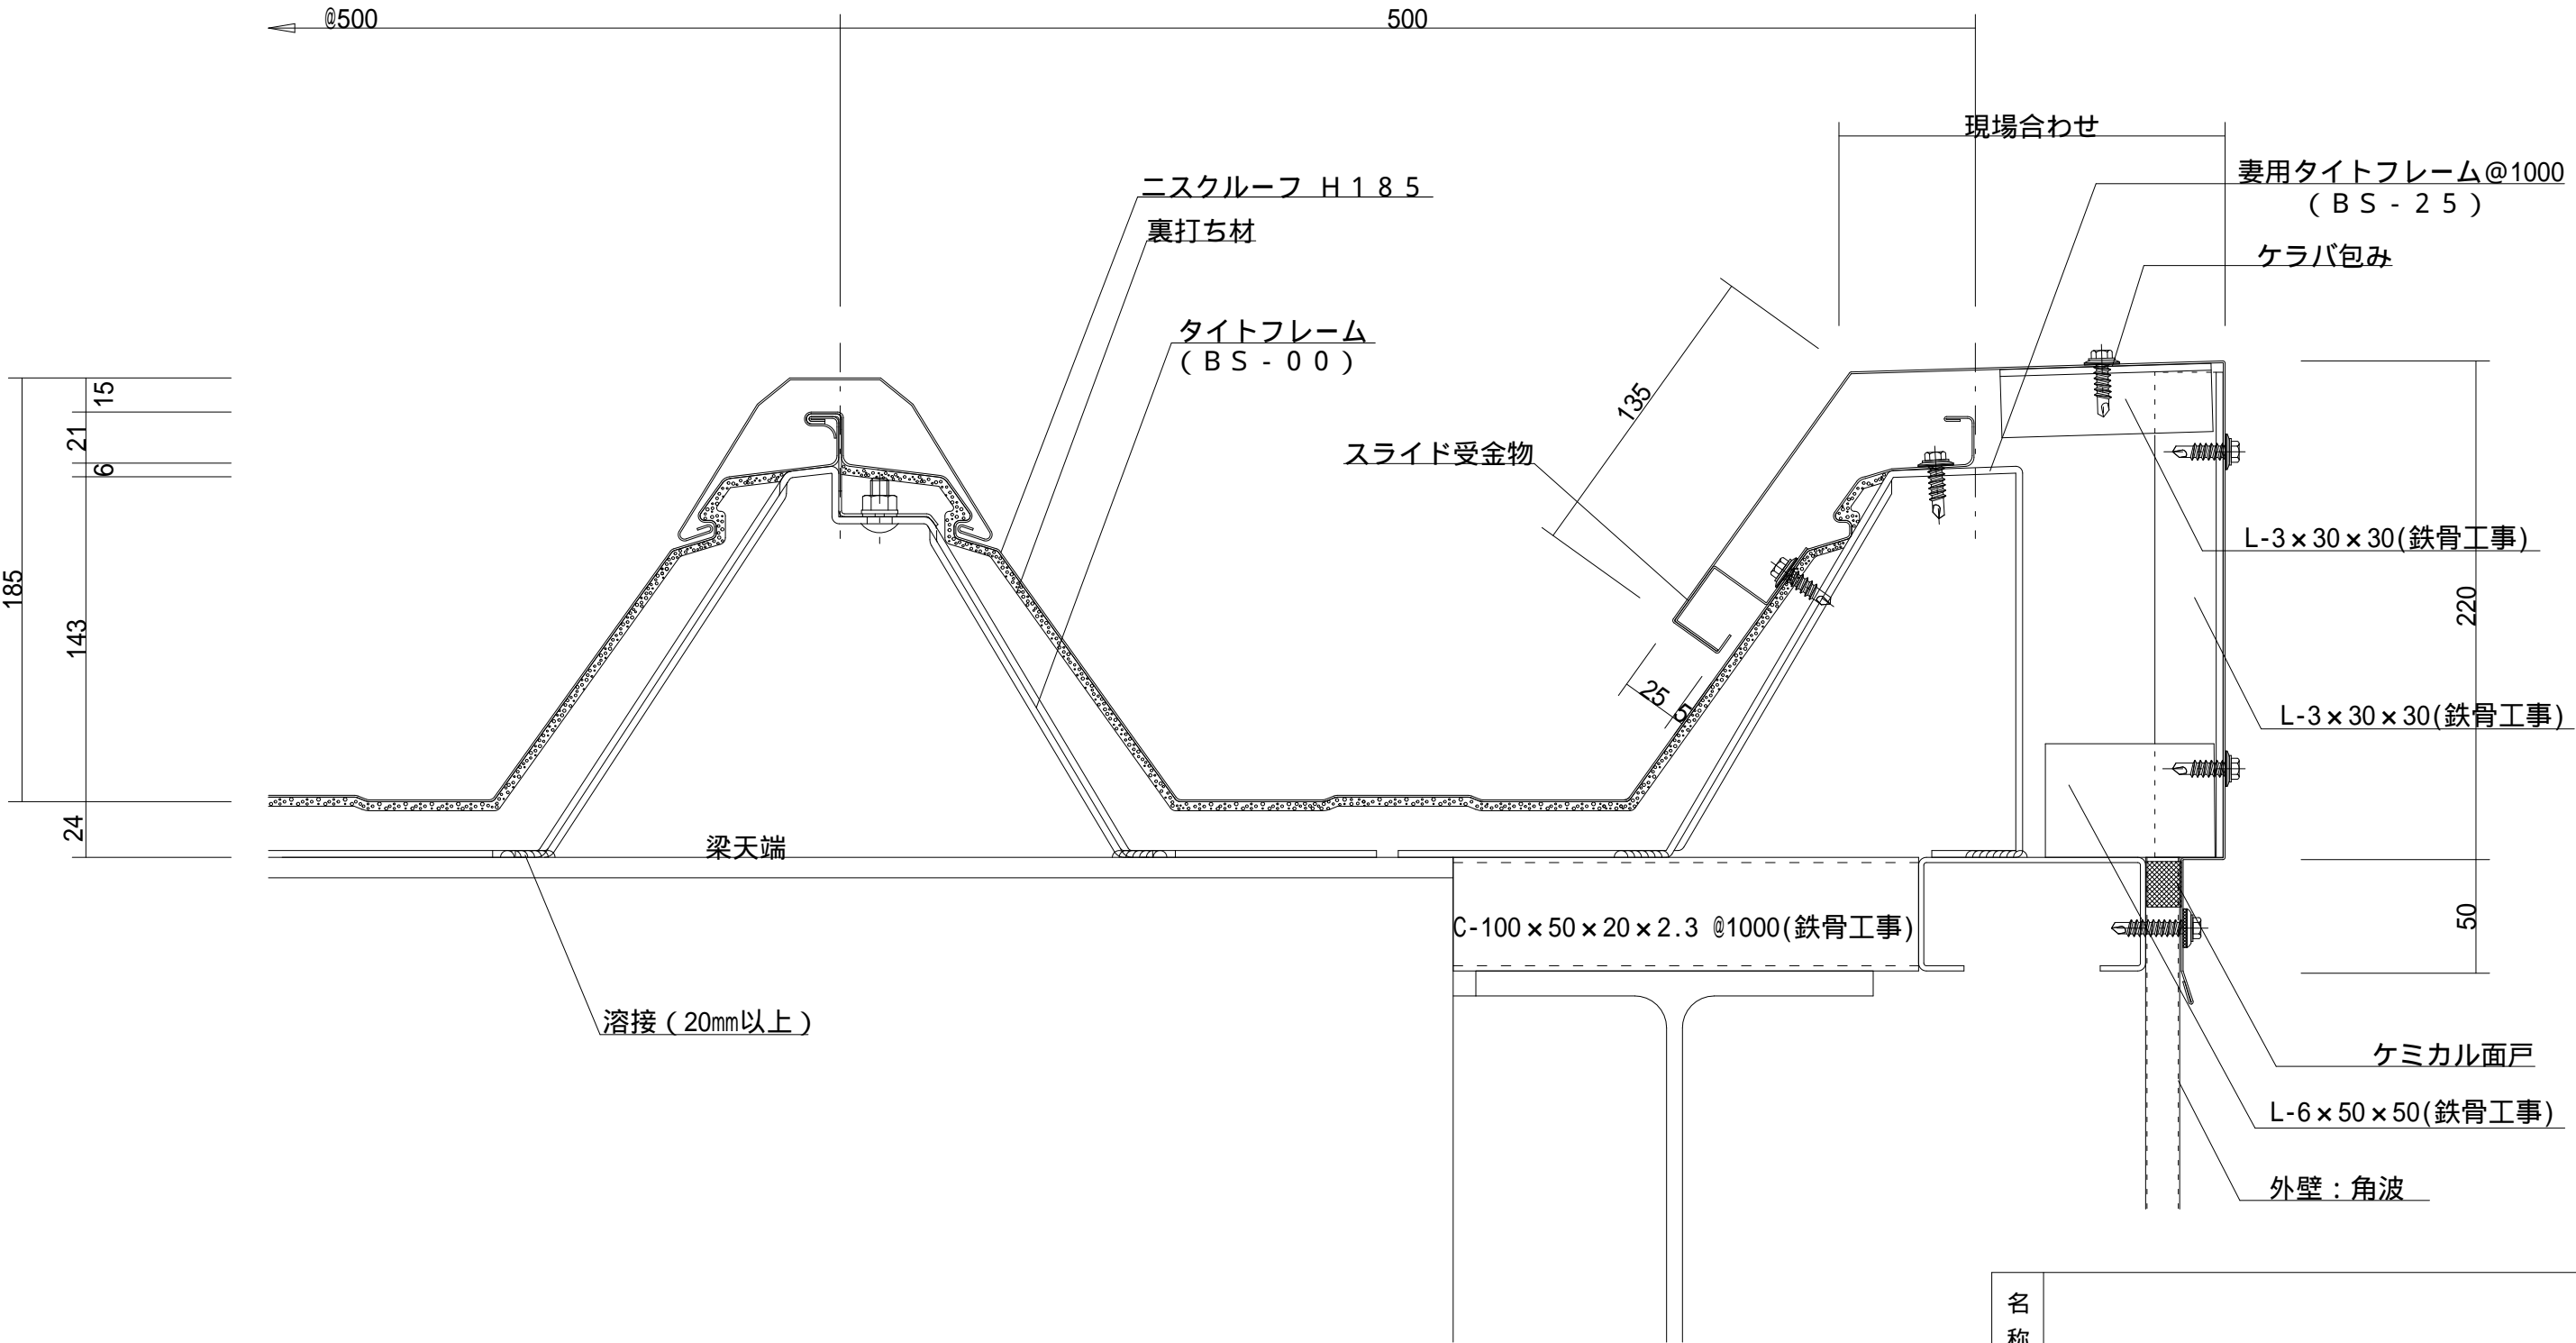 @500
500
現場合わせ
妻用タイトフレーム@1000
(BS-25)
ニスクルーフ H185
裏打ち材
ケラバ包み
タイトフレーム
(BS-00)
15
21
6
185
143
24
135
スライド受金物
25
5
L-3×30×30(鉄骨工事)
220
L-3×30×30(鉄骨工事)
梁天端
C-100×50×20×2.3 @1000(鉄骨工事)
50
溶接(20㎜以上)
ケミカル面戸
L-6×50×50(鉄骨工事)
外壁:角波
名
称